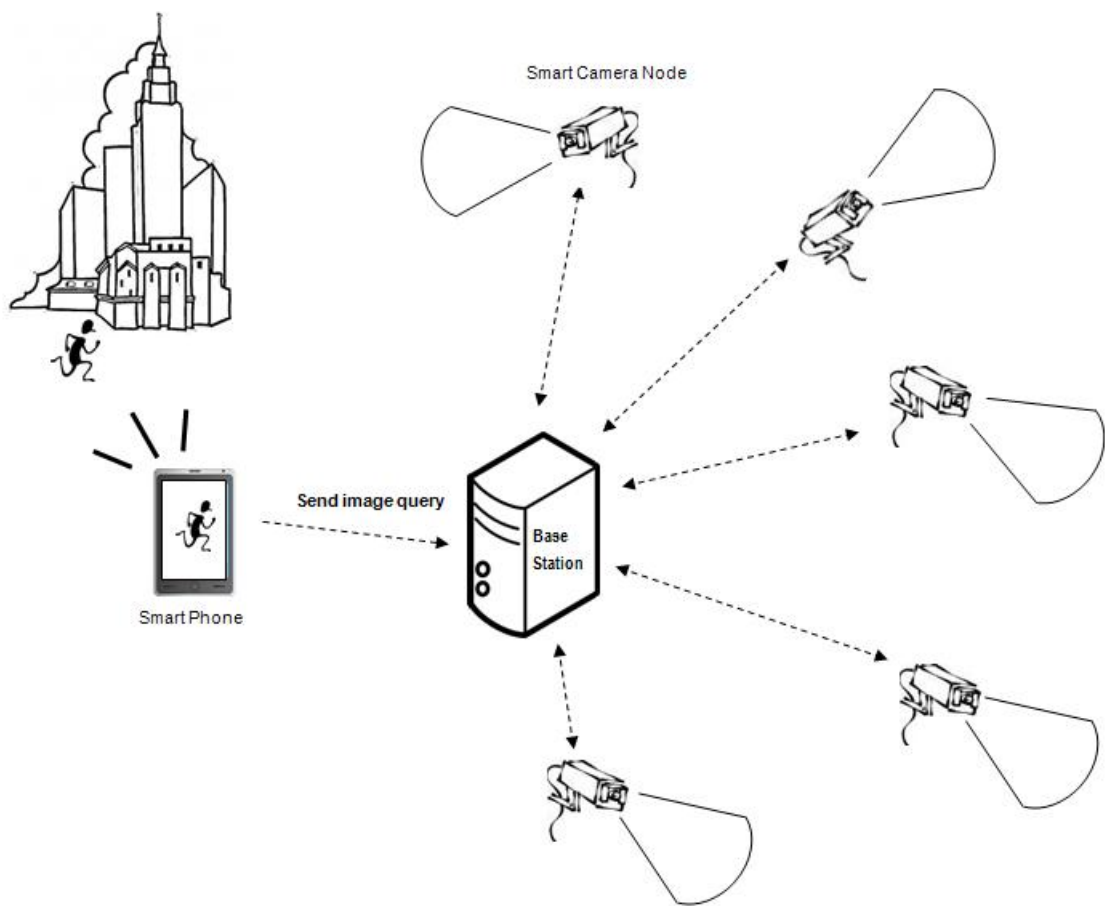 Smart Camera Node
Send image query
Base
Station
Smart Phone